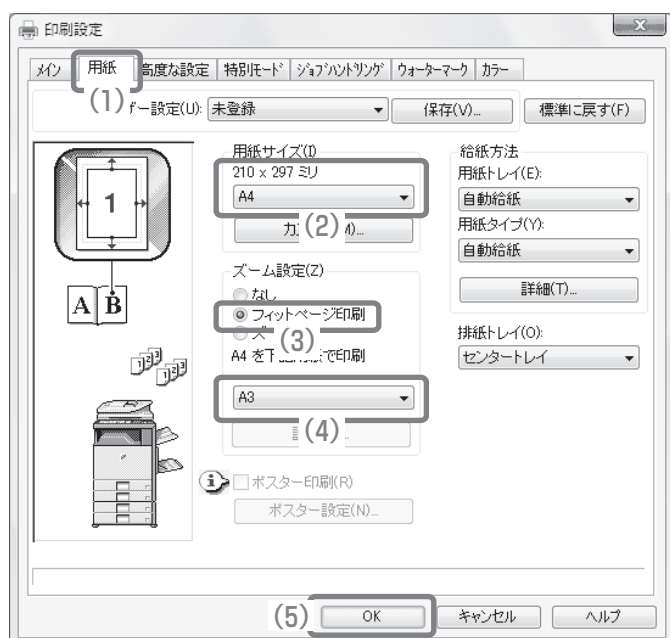 印刷設定
メイン 用紙 高度な設定 特別モード ジョブハンドリング ウォーターマーク カラー
(1)
ザー設定(U): 未登録 保存(V)... 標準に戻す(F)
用紙サイズ(I)
210 x 297 ミリ
A4
(2)
ズーム設定(Z)
なし
フィットページ印刷
(3)
A4 を下 で印刷
A3
(4)
ポスター印刷(R)
ポスター設定(N)...
給紙方法
用紙トレイ(E):
自動給紙
用紙タイプ(Y):
自動給紙
詳細(T)...
排紙トレイ(O):
センタートレイ
1
A B
1 2 3
1 2 3
(5) OK キャンセル ヘルプ